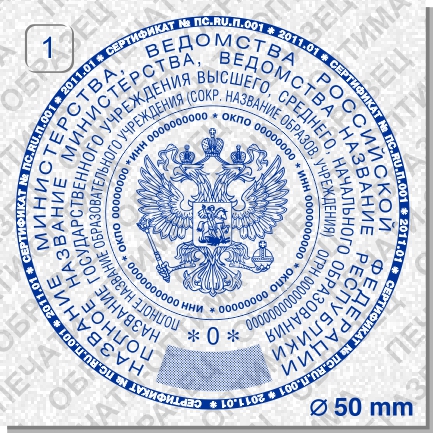 1
* СЕРТИФИКАТ № ПС.RU.П.001 * 2011.01 * СЕРТИФИКАТ № ПС.RU.П.001 * 2011.01 * СЕРТИФИКАТ № ПС.RU.П.001 * 2011.01 * СЕРТИФИКАТ № ПС.RU.П.001 * 2011.01
НАЗВАНИЕ МИНИСТЕРСТВА, ВЕДОМСТВА РОССИЙСКОЙ ФЕДЕРАЦИИ
ПОЛНОЕ НАЗВАНИЕ МИНИСТЕРСТВА, ВЕДОМСТВА, НАЗВАНИЕ РЕСПУБЛИКИ
НАЗВАНИЕ ГОСУДАРСТВЕННОГО УЧРЕЖДЕНИЯ ВЫСШЕГО, СРЕДНЕГО, НАЧАЛЬНОГО ОБРАЗОВАНИЯ
ПОЛНОЕ НАЗВАНИЕ ОБРАЗОВАТЕЛЬНОГО УЧРЕЖДЕНИЯ (СОКР. НАЗВАНИЕ ОБРАЗОВ. УЧРЕЖДЕНИЯ) ОГРН 0000000000000
* ИНН 0000000000 * ОКПО 00000000 * ИНН 0000000000 * ОКПО 00000000 * ИНН 0000000000 * ОКПО 00000000
* 0 *
⌀ 50 mm